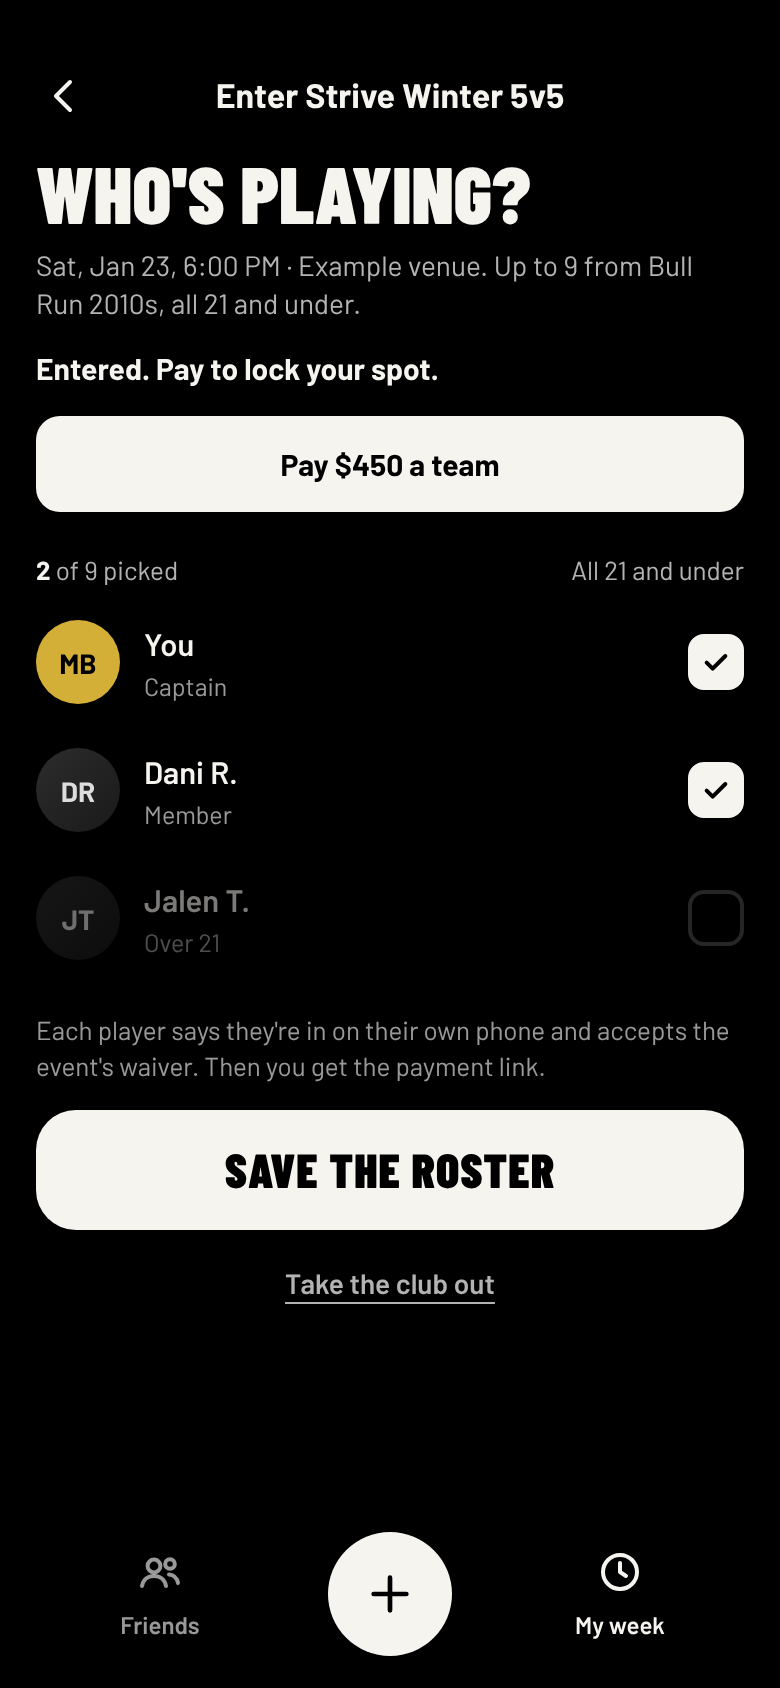 Enter Strive Winter 5v5
WHO'S PLAYING?
Sat, Jan 23, 6:00 PM · Example venue. Up to 9 from Bull
Run 2010s, all 21 and under.
Entered. Pay to lock your spot.
Pay $450 a team
2 of 9 picked
All 21 and under
MB
You
Captain
DR
Dani R.
Member
JT
Jalen T.
Over 21
Each player says they're in on their own phone and accepts the
event's waiver. Then you get the payment link.
SAVE THE ROSTER
Take the club out
Friends
My week